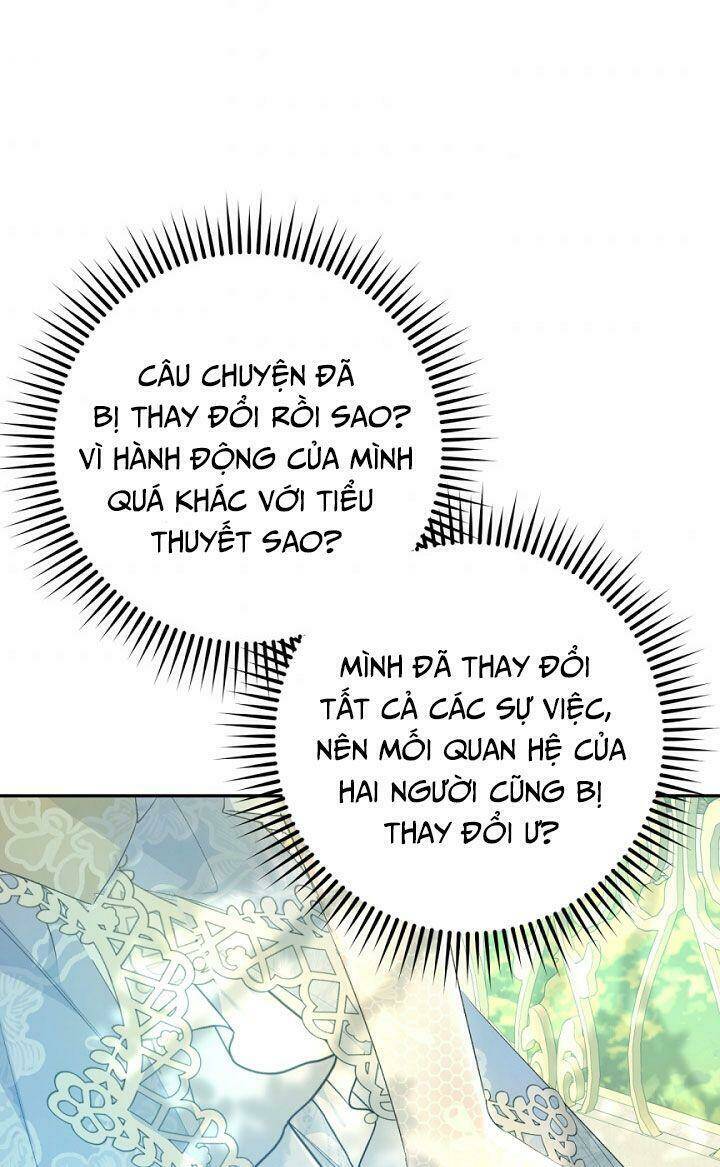 CÂU CHUYỆN ĐÃ
BỊ THAY ĐỔI RỒI SAO?
VÌ HÀNH ĐỘNG CỦA MÌNH
QUÁ KHÁC VỚI TIỂU
THUYẾT SAO?
MÌNH ĐÃ THAY ĐỔI
TẤT CẢ CÁC SỰ VIỆC,
NÊN MỐI QUAN HỆ CỦA
HAI NGƯỜI CŨNG BỊ
THAY ĐỔI Ư?